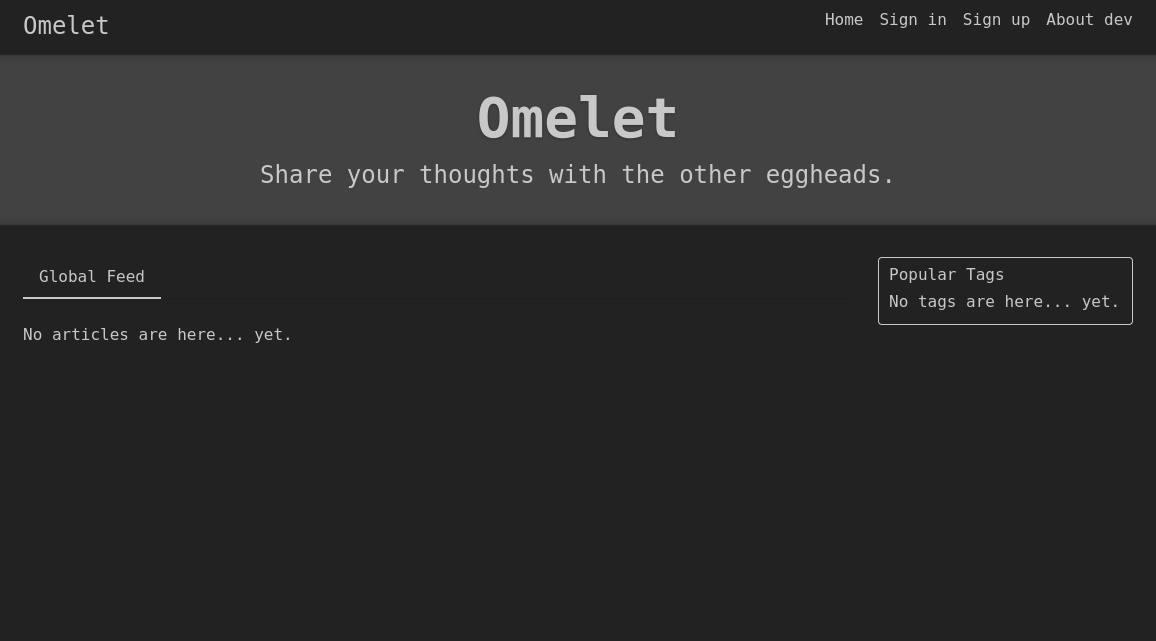 Omelet
Home Sign in Sign up About dev
Omelet
Share your thoughts with the other eggheads.
Global Feed
No articles are here... yet.
Popular Tags
No tags are here... yet.